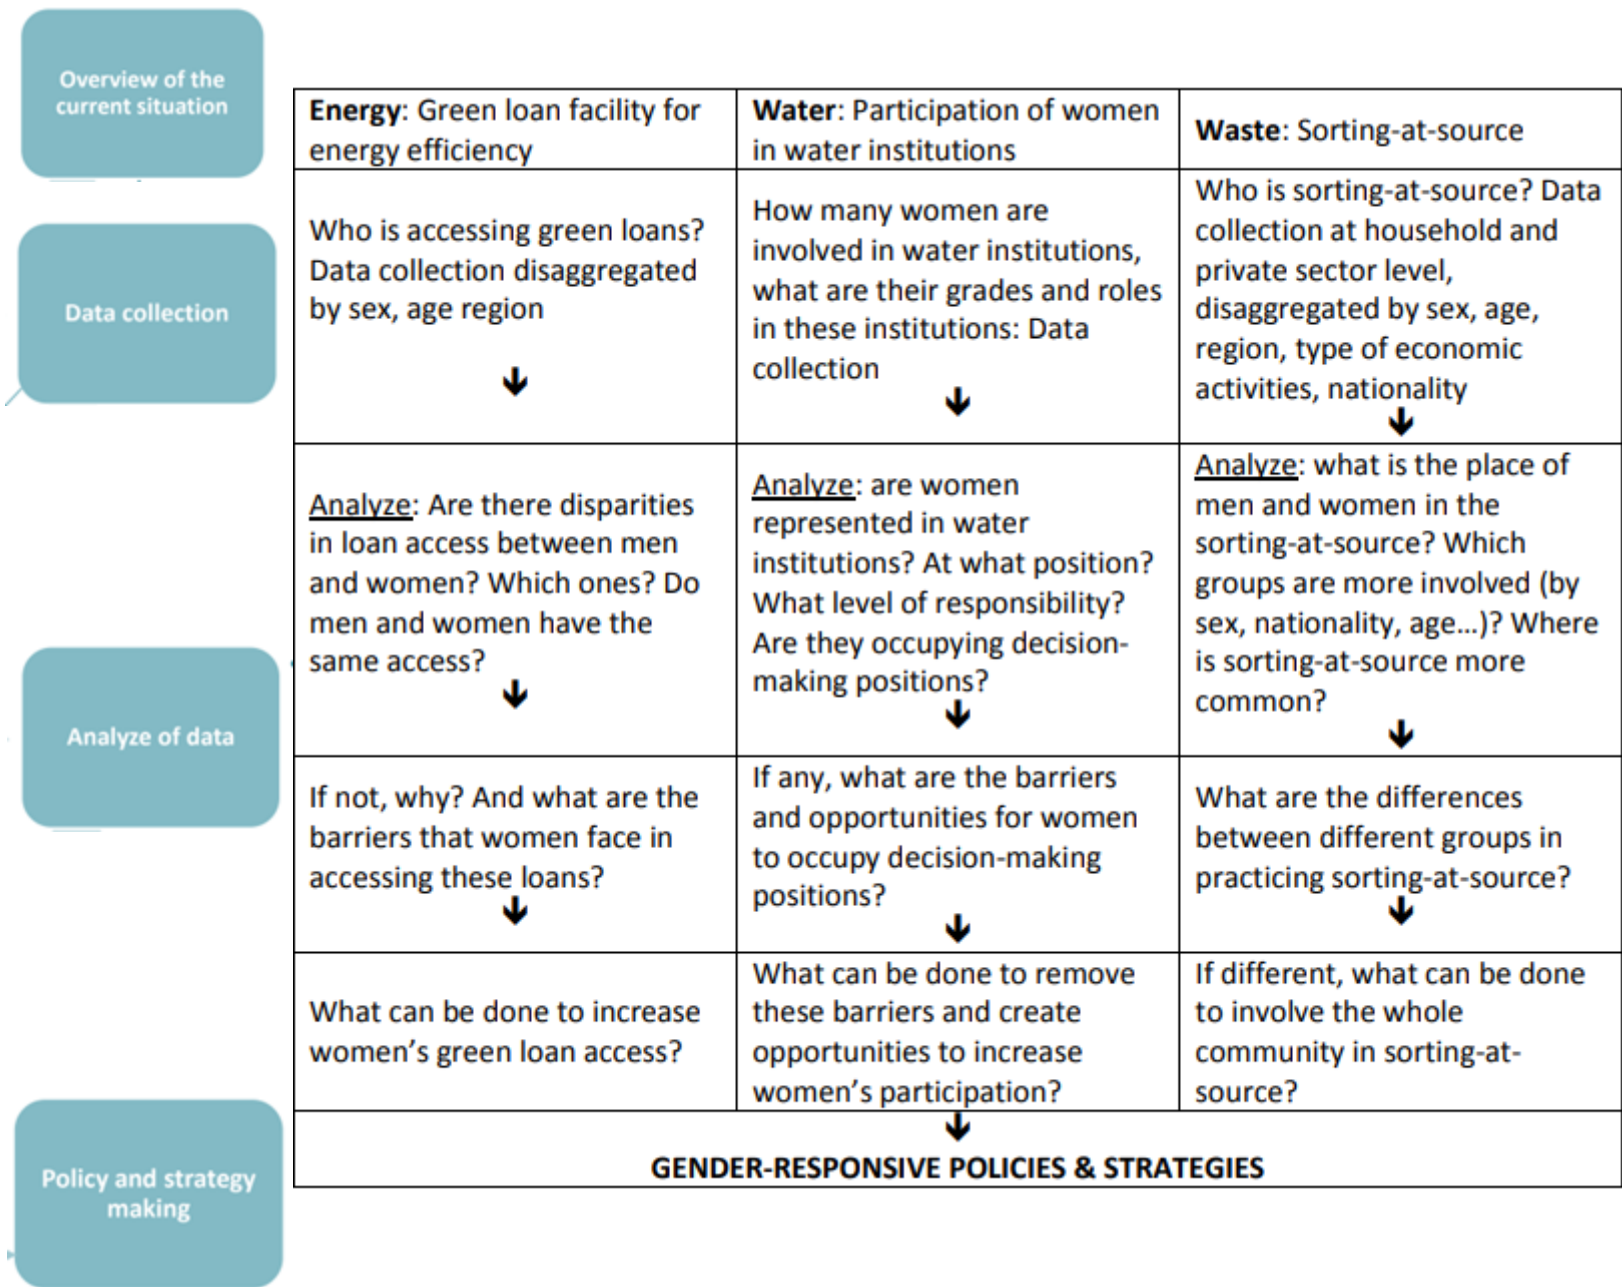 Overview of the
current situation
Data collection
Analyze of data
Policy and strategy
making
Energy: Green loan facility for
energy efficiency
Water: Participation of women
in water institutions
Waste: Sorting-at-source
Who is accessing green loans?
Data collection disaggregated
by sex, age region
How many women are
involved in water institutions,
what are their grades and roles
in these institutions: Data
collection
Who is sorting-at-source? Data
collection at household and
private sector level,
disaggregated by sex, age,
region, type of economic
activities, nationality
Analyze: Are there disparities
in loan access between men
and women? Which ones? Do
men and women have the
same access?
Analyze: are women
represented in water
institutions? At what position?
What level of responsibility?
Are they occupying decision-
making positions?
Analyze: what is the place of
men and women in the
sorting-at-source? Which
groups are more involved (by
sex, nationality, age…)? Where
is sorting-at-source more
common?
If not, why? And what are the
barriers that women face in
accessing these loans?
If any, what are the barriers
and opportunities for women
to occupy decision-making
positions?
What are the differences
between different groups in
practicing sorting-at-source?
What can be done to increase
women’s green loan access?
What can be done to remove
these barriers and create
opportunities to increase
women’s participation?
If different, what can be done
to involve the whole
community in sorting-at-
source?
GENDER-RESPONSIVE POLICIES & STRATEGIES